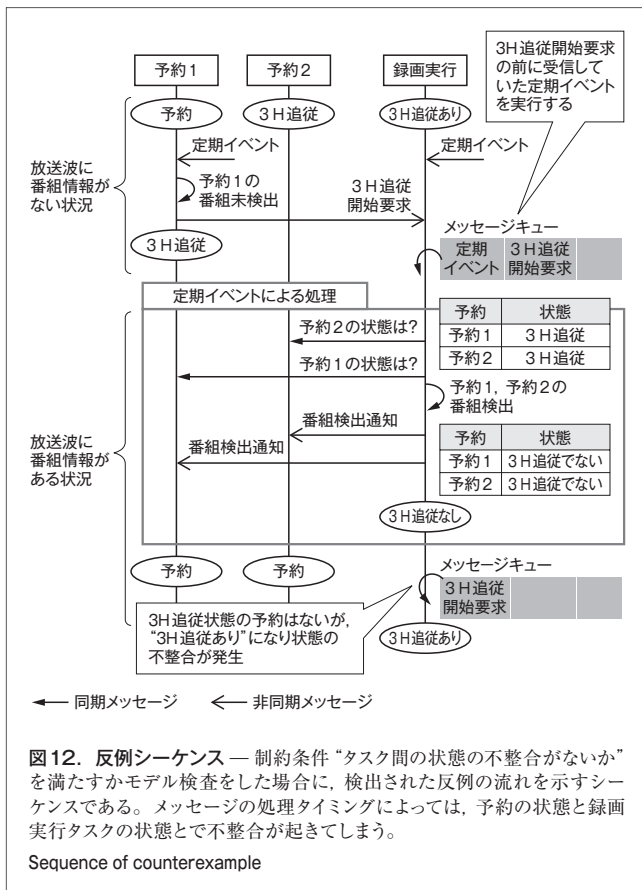 予約1
予約2
録画実行
3H追従開始要求
の前に受信して
いた定期イベント
を実行する
予約
3H追従
3H追従あり
定期イベント
定期イベント
放送波に
番組情報が
ない状況
予約1の
番組未検出
3H追従
開始要求
3H追従
メッセージキュー
定期
イベント
3H追従
開始要求
定期イベントによる処理
予約2の状態は?
予約1の状態は?
予約 状態
予約1 3H追従
予約2 3H追従
予約1,予約2の
番組検出
放送波に
番組情報が
ある状況
番組検出通知
番組検出通知
予約 状態
予約1 3H追従でない
予約2 3H追従でない
3H追従なし
予約
予約
メッセージキュー
3H追従
開始要求
3H追従状態の予約はないが,
“3H追従あり”になり状態の
不整合が発生
3H追従あり
同期メッセージ 非同期メッセージ
図12.反例シーケンス — 制約条件“タスク間の状態の不整合がないか”
を満たすかモデル検査をした場合に,検出された反例の流れを示すシー
ケンスである。メッセージの処理タイミングによっては,予約の状態と録画
実行タスクの状態とで不整合が起きてしまう。
Sequence of counterexample